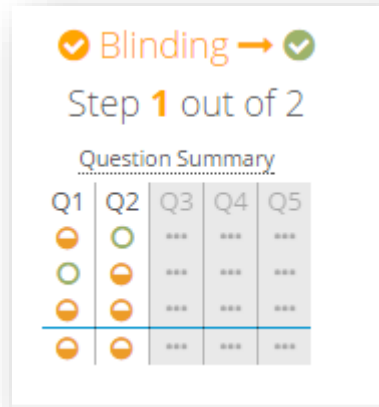 Blinding
Step 1 out of 2
Question Summary
Q1 Q2 Q3 Q4 Q5